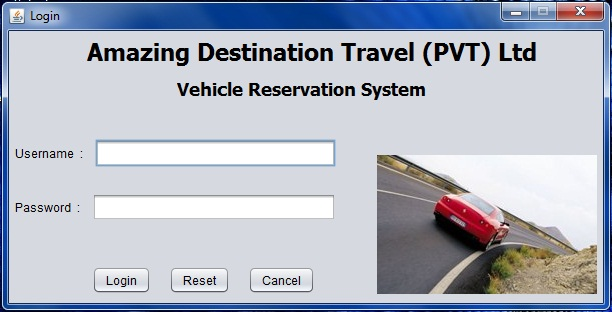 Login
Amazing Destination Travel (PVT) Ltd
Vehicle Reservation System
Username :
Password :
Login Reset Cancel